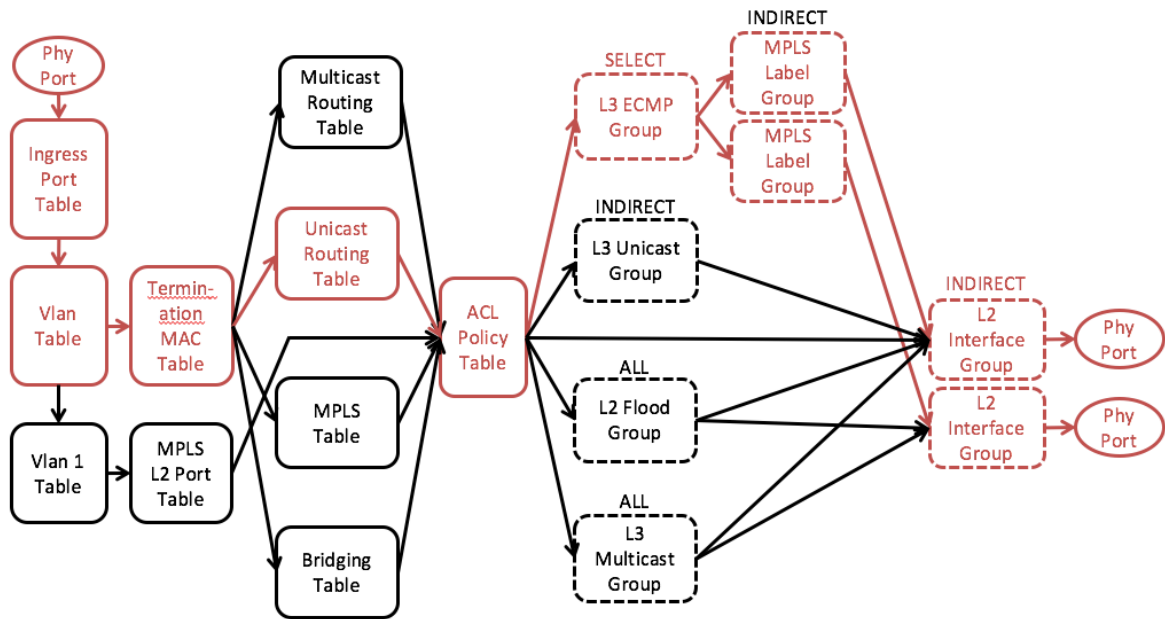 Phy
Port
Ingress
Port
Table
Vlan
Table
Vlan 1
Table
Termin-
ation
MAC
Table
MPLS
L2 Port
Table
Multicast
Routing
Table
Unicast
Routing
Table
MPLS
Table
Bridging
Table
ACL
Policy
Table
SELECT
L3 ECMP
Group
INDIRECT
MPLS
Label
Group
MPLS
Label
Group
INDIRECT
L3 Unicast
Group
ALL
L2 Flood
Group
ALL
L3
Multicast
Group
INDIRECT
L2
Interface
Group
L2
Interface
Group
Phy
Port
Phy
Port